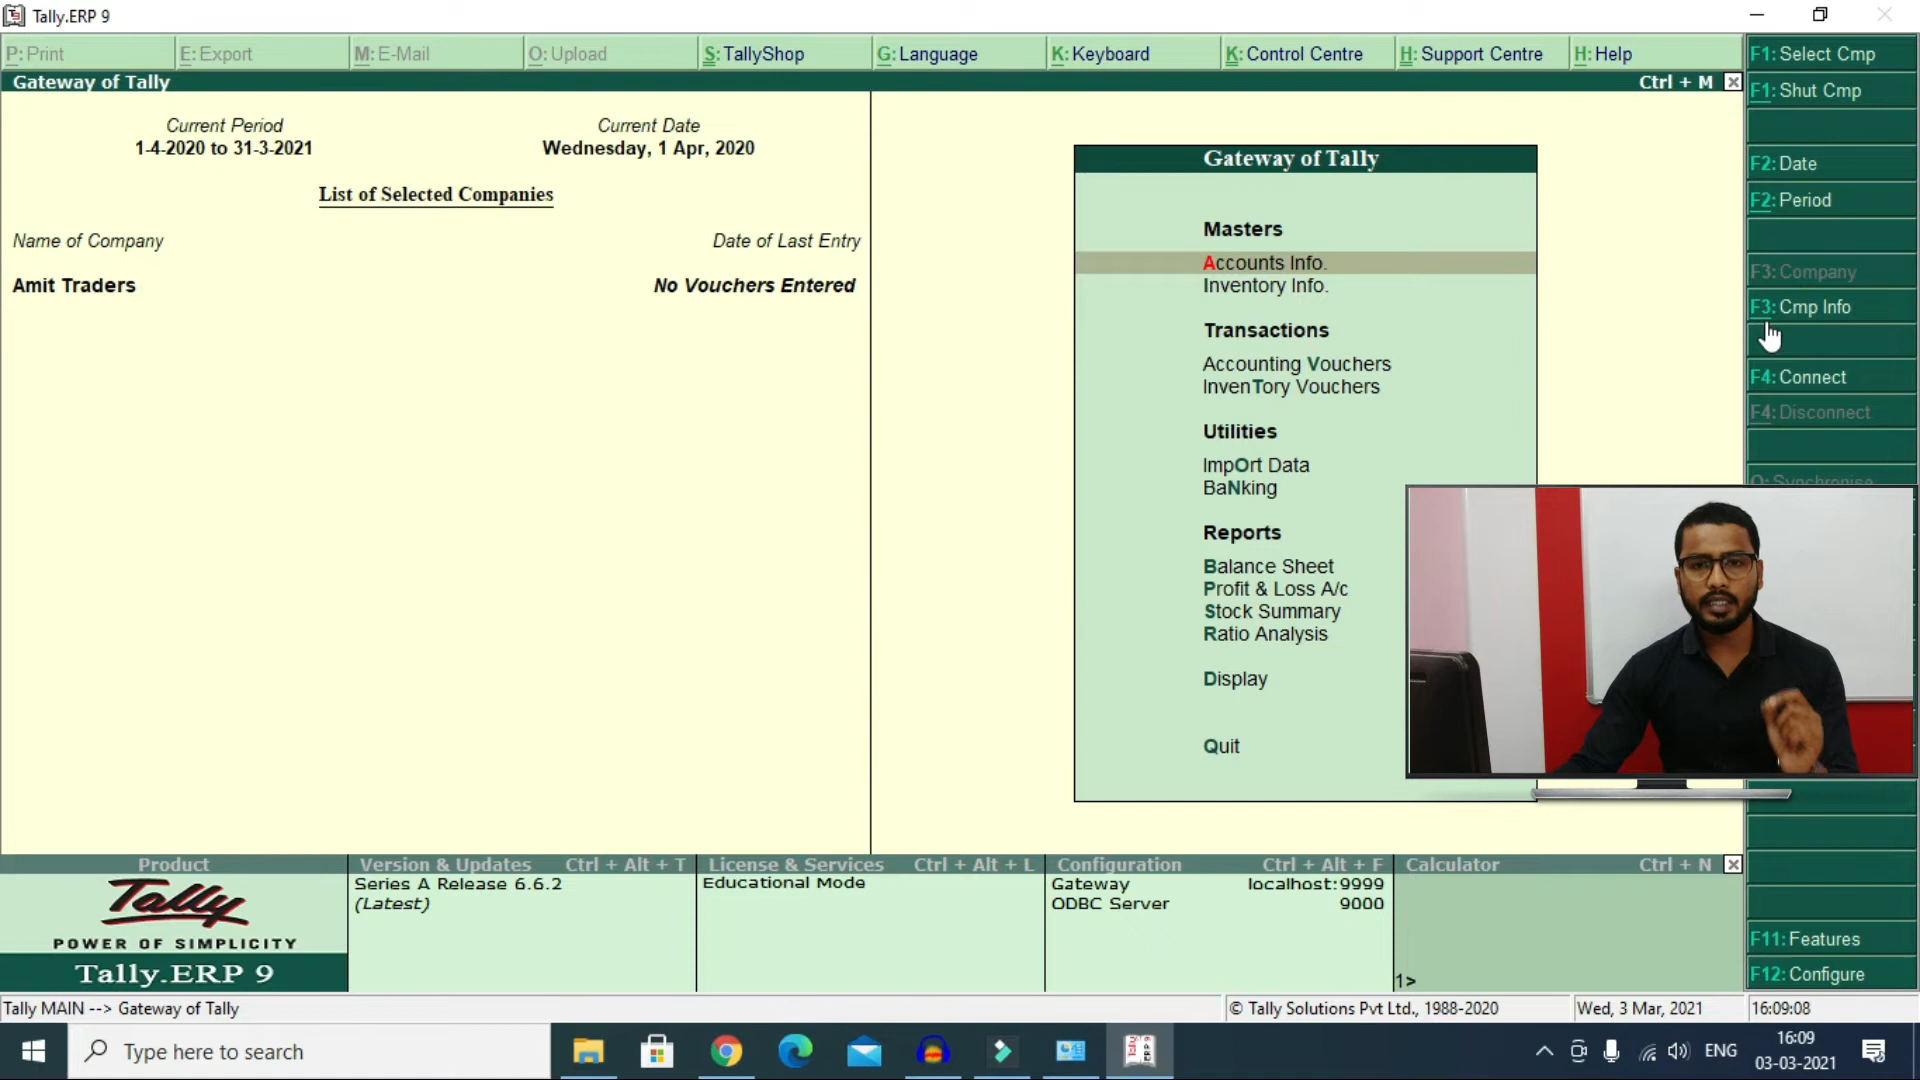 Tally.ERP 9
P: Print
E: Export
M: E-Mail
O: Upload
S: TallyShop
G: Language
K: Keyboard
K: Control Centre
H: Support Centre
H: Help
Gateway of Tally
Ctrl + M
Current Period
1-4-2020 to 31-3-2021
Current Date
Wednesday, 1 Apr, 2020
List of Selected Companies
Name of Company
Date of Last Entry
Amit Traders
No Vouchers Entered
Gateway of Tally
Masters
Accounts Info.
Inventory Info.
Transactions
Accounting Vouchers
InvenTory Vouchers
Utilities
ImpOrt Data
BaNking
Reports
Balance Sheet
Profit & Loss A/c
Stock Summary
Ratio Analysis
Display
Quit
F1: Select Cmp
F1: Shut Cmp
F2: Date
F2: Period
F3: Company
F3: Cmp Info
F4: Connect
F4: Disconnect
O: Synchronise
F11: Features
F12: Configure
Product
Tally
POWER OF SIMPLICITY
Tally.ERP 9
Version & Updates Ctrl + Alt + T
Series A Release 6.6.2
(Latest)
License & Services Ctrl + Alt + L
Educational Mode
Configuration Ctrl + Alt + F
Gateway localhost:9999
ODBC Server 9000
Calculator Ctrl + N
1>
Tally MAIN --> Gateway of Tally
© Tally Solutions Pvt Ltd., 1988-2020
Wed, 3 Mar, 2021
16:09:08
Type here to search
ENG
16:09
03-03-2021